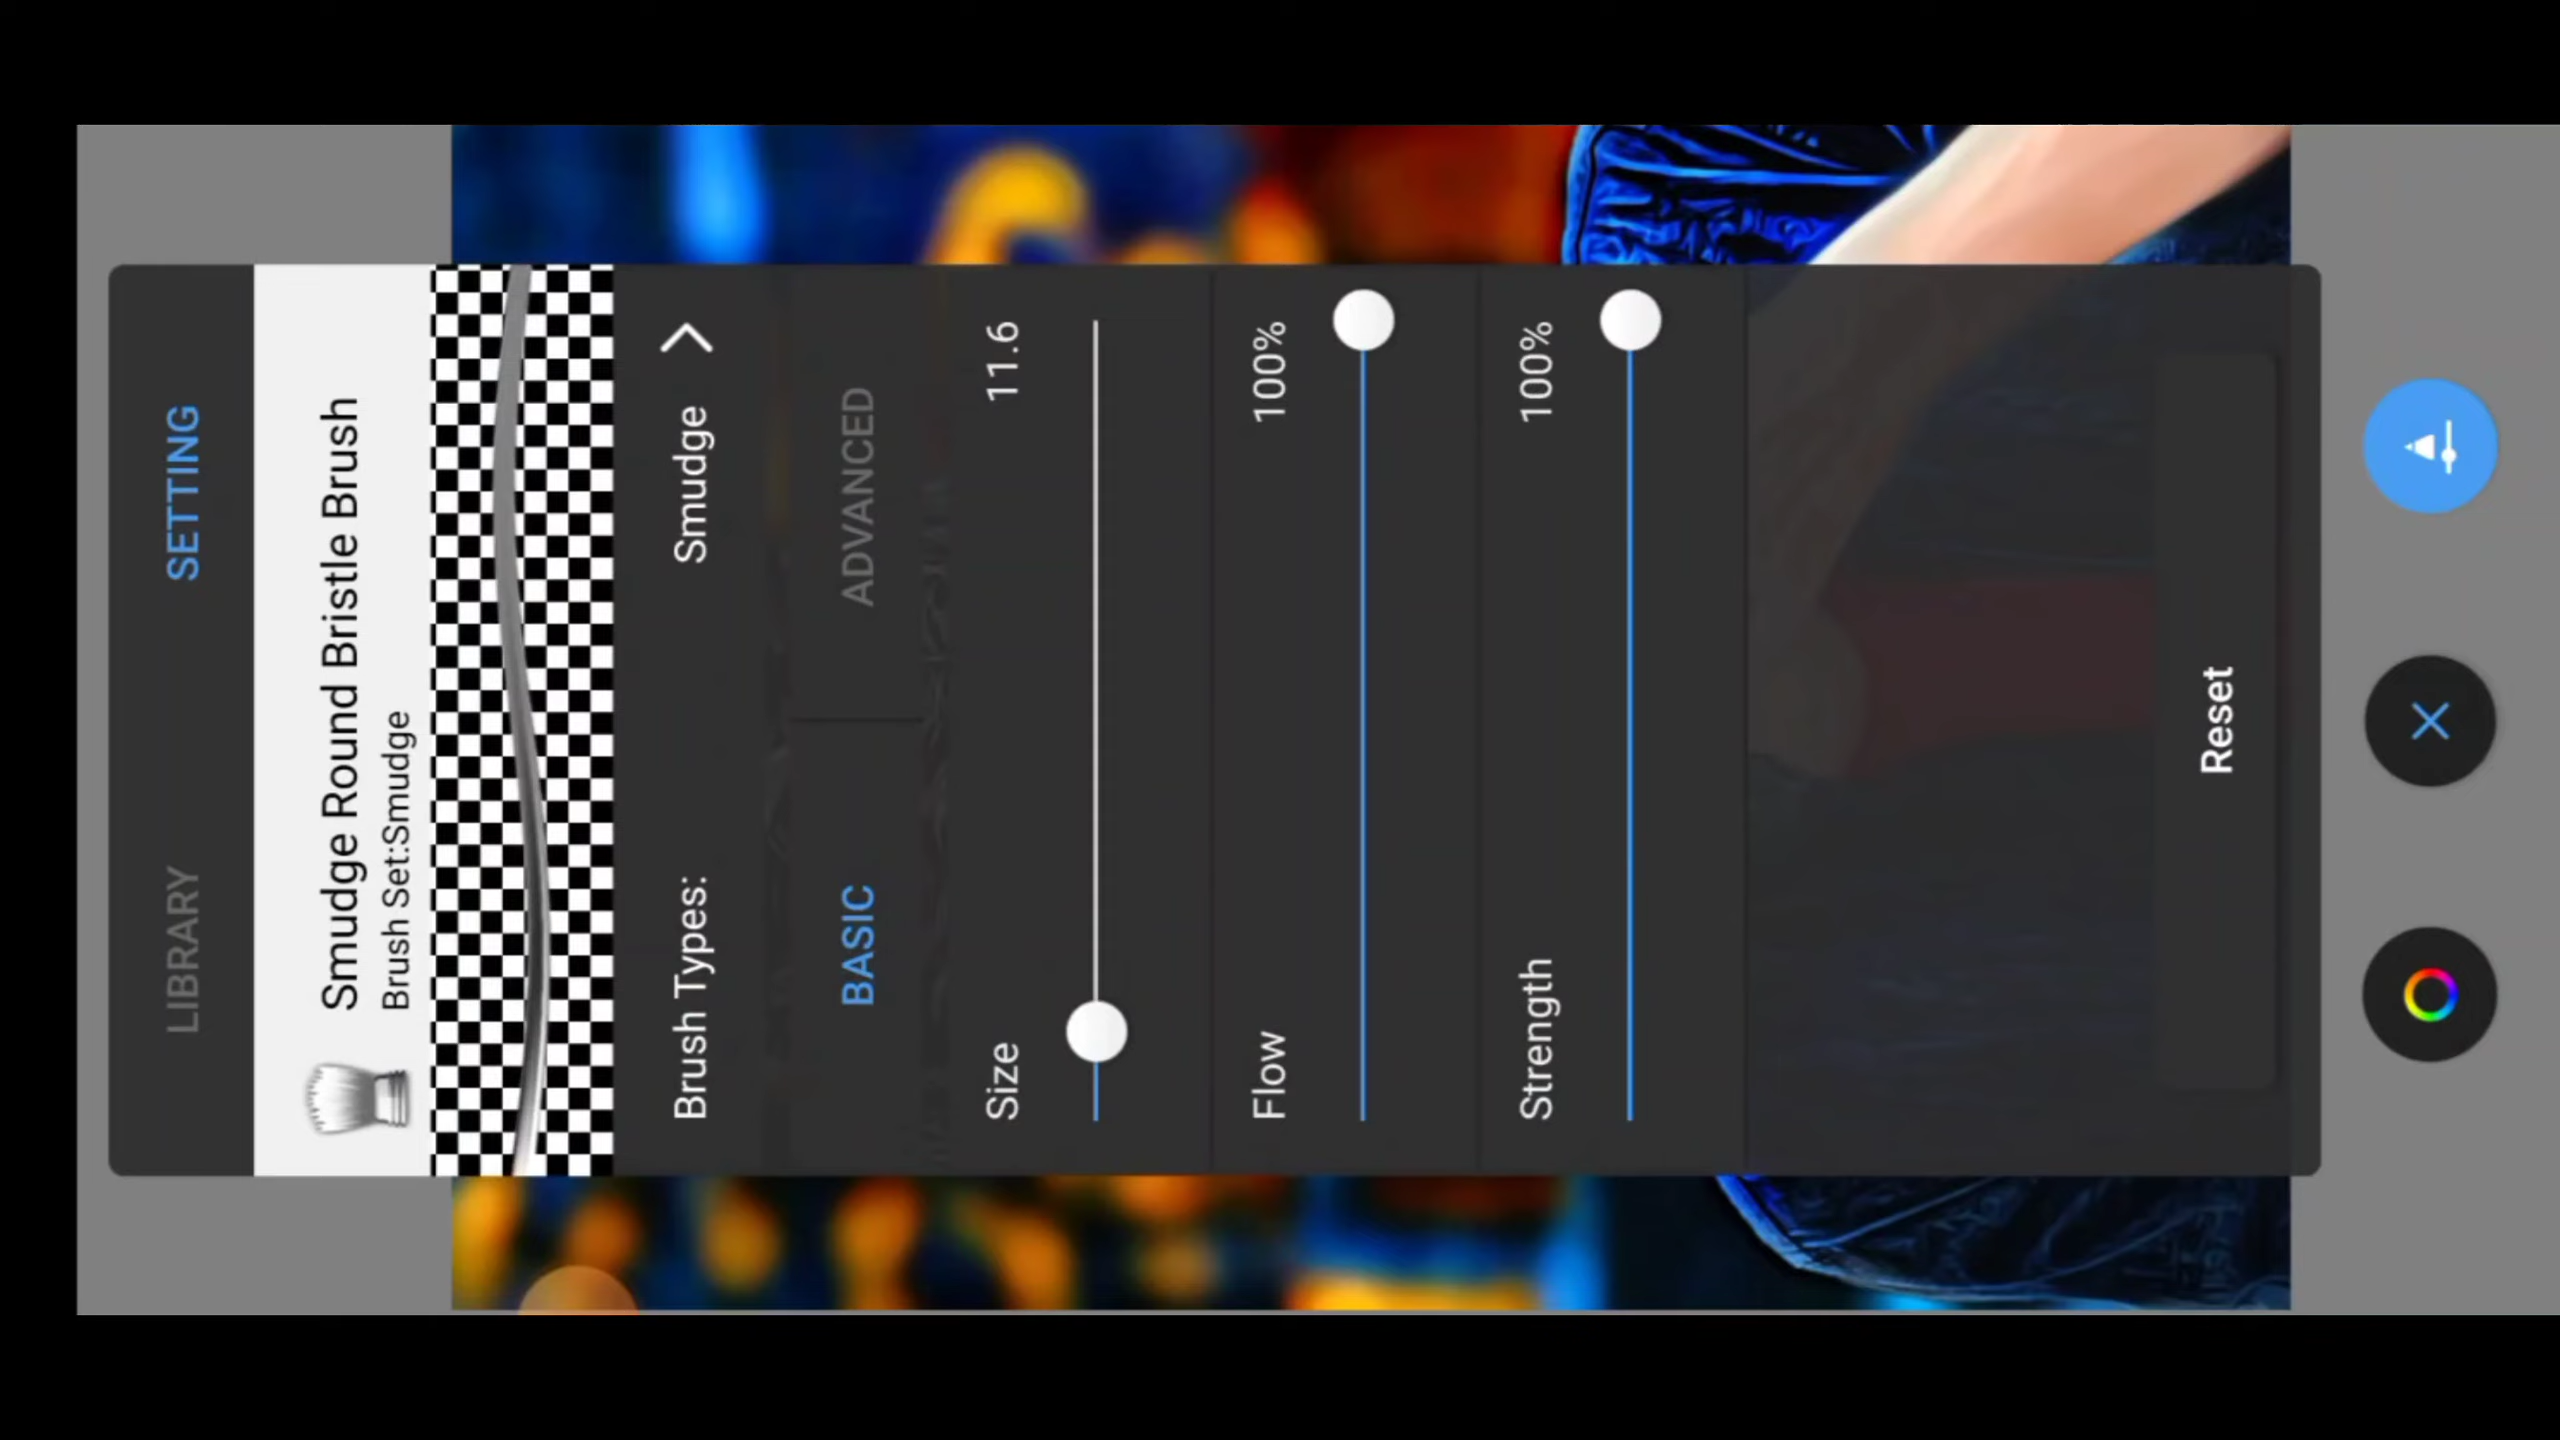 LIBRARY SETTING
Smudge Round Bristle Brush
Brush Set:Smudge
Brush Types: Smudge
BASIC ADVANCED
Size 11.6
Flow 100%
Strength 100%
Reset